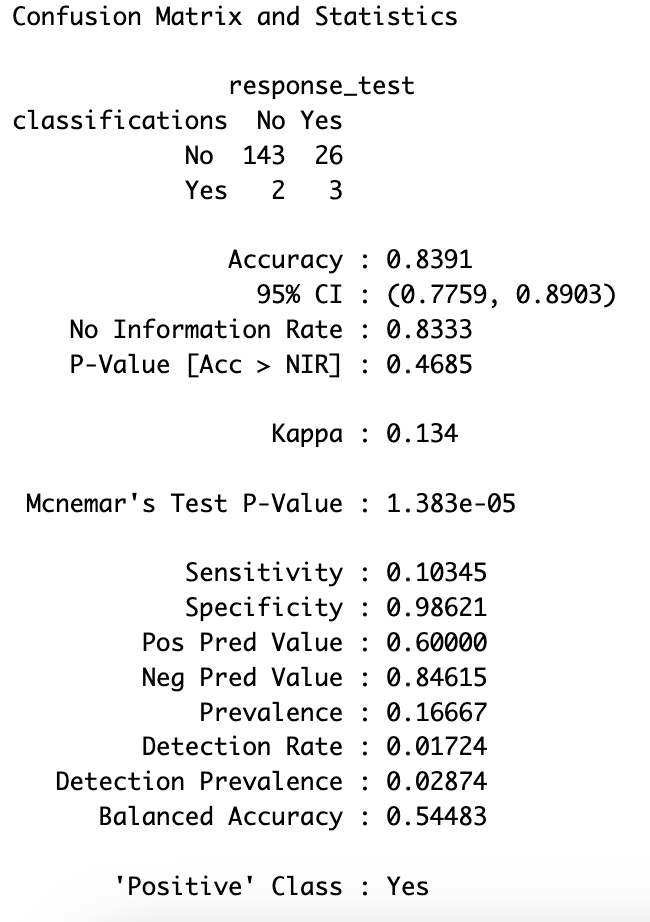 Confusion Matrix and Statistics
response_test
classifications No Yes
No 143 26
Yes 2 3
Accuracy : 0.8391
95% CI : (0.7759, 0.8903)
No Information Rate : 0.8333
P-Value [Acc > NIR] : 0.4685
Kappa : 0.134
Mcnemar's Test P-Value : 1.383e-05
Sensitivity : 0.10345
Specificity : 0.98621
Pos Pred Value : 0.60000
Neg Pred Value : 0.84615
Prevalence : 0.16667
Detection Rate : 0.01724
Detection Prevalence : 0.02874
Balanced Accuracy : 0.54483
'Positive' Class : Yes